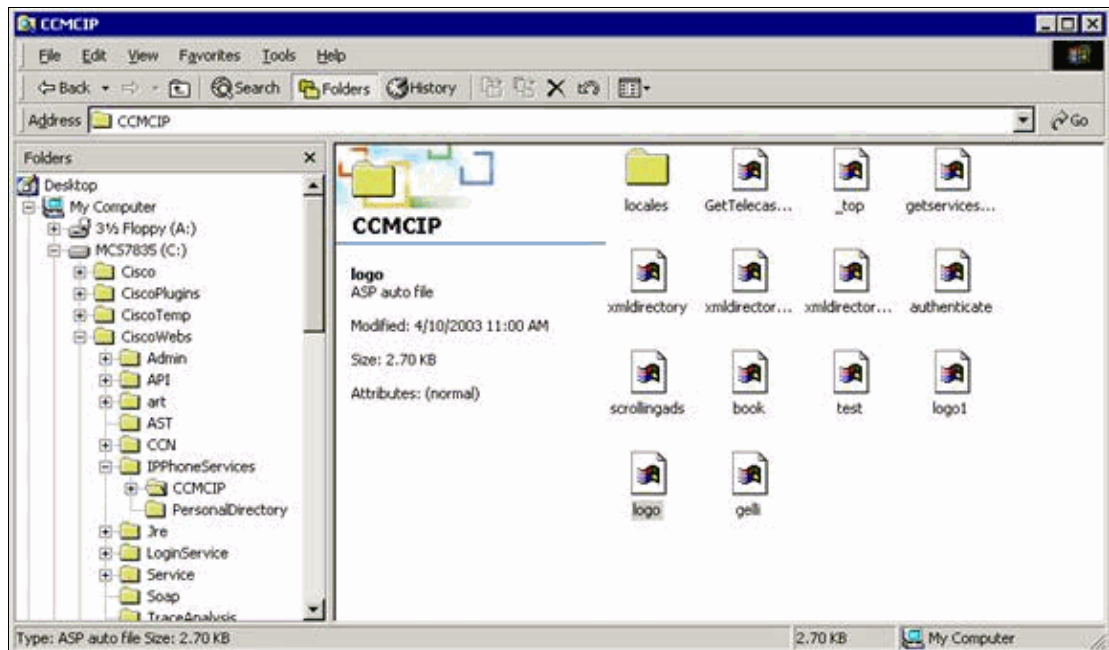 CCMCIP
File Edit View Favorites Tools Help
Back Search Folders History
Address CCMCIP Go
Folders
Desktop
My Computer
3½ Floppy (A:)
MCS7835 (C:)
Cisco
CiscoPlugins
CiscoTemp
CiscoWebs
Admin
API
art
AST
CCN
IPPhoneServices
CCMCIP
PersonalDirectory
Jre
LoginService
Service
Soap
TraceAnalysis
CCMCIP
logo
ASP auto file
Modified: 4/10/2003 11:00 AM
Size: 2.70 KB
Attributes: (normal)
locales GetTelecas... _top getservices...
xmldirectory xmldirector... xmldirector... authenticate
scrollingads book test logo1
logo gelli
Type: ASP auto file Size: 2.70 KB 2.70 KB My Computer